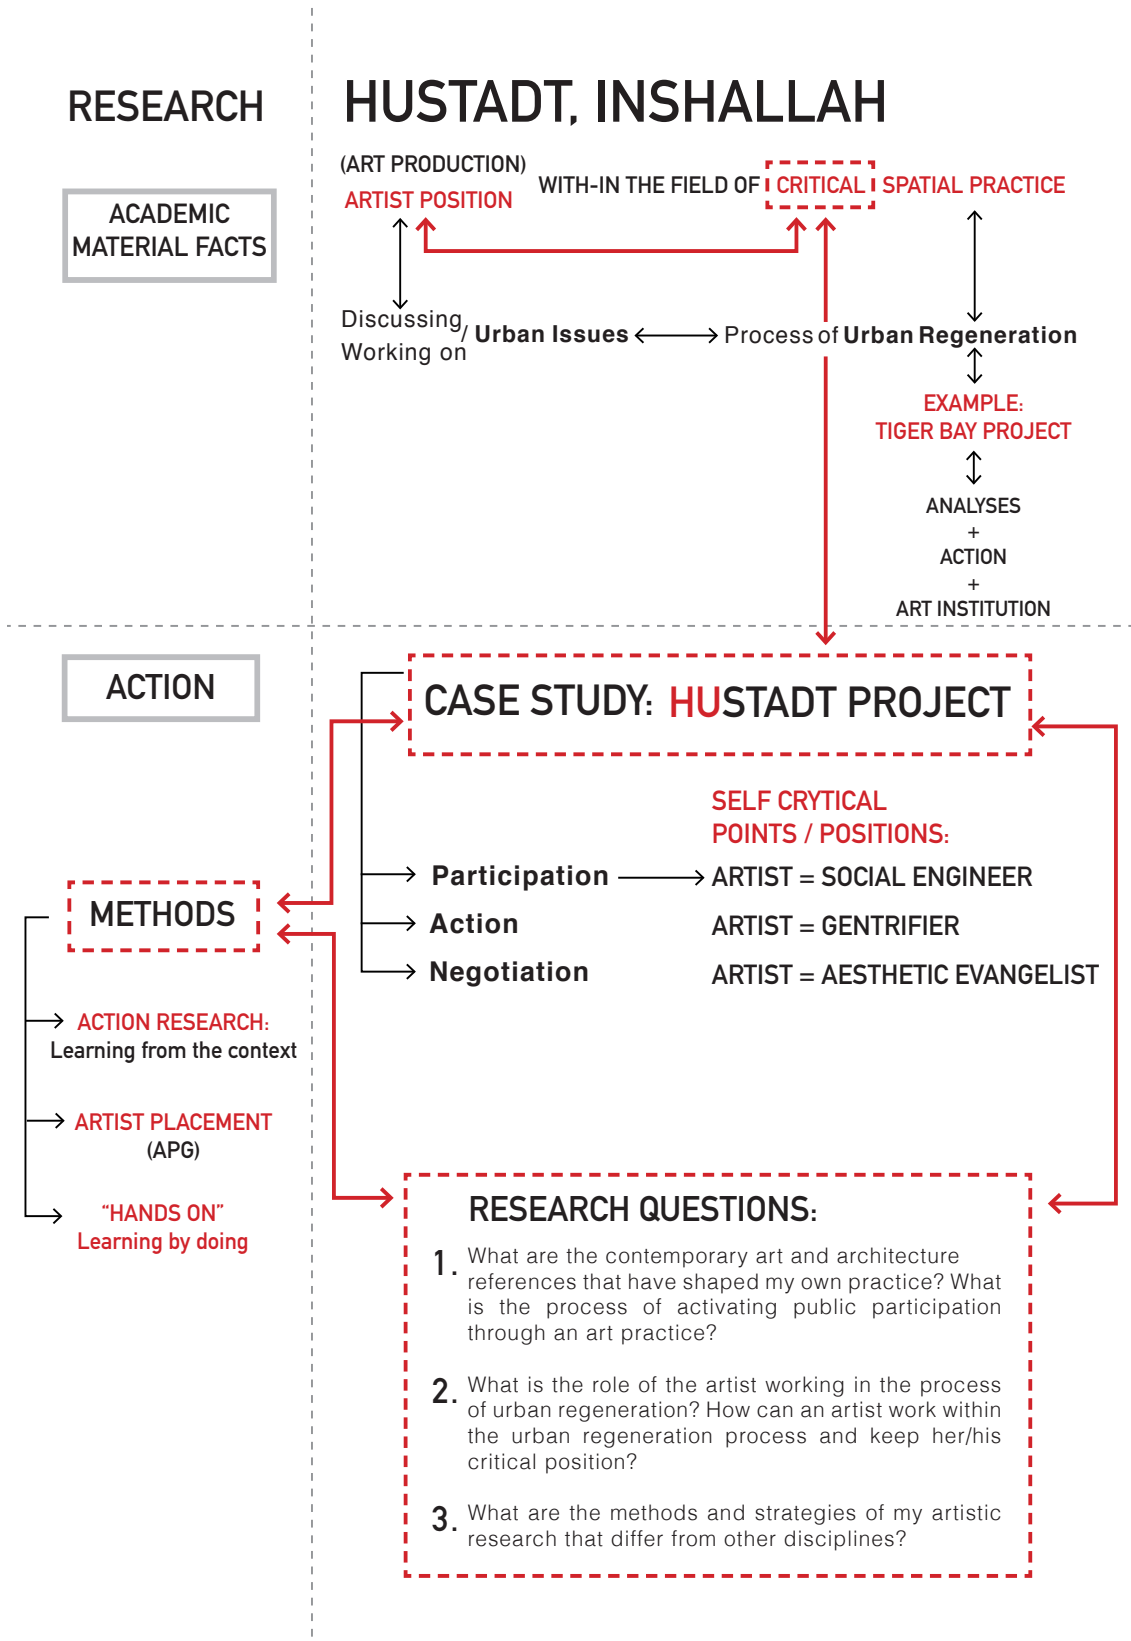 RESEARCH
HUSTADT, INSHALLAH
ACADEMIC
MATERIAL FACTS
(ART PRODUCTION)
ARTIST POSITION
WITH-IN THE FIELD OF CRITICAL SPATIAL PRACTICE
Discussing/
Working on
Urban Issues
Process of Urban Regeneration
EXAMPLE:
TIGER BAY PROJECT
ANALYSES
+
ACTION
+
ART INSTITUTION
ACTION
CASE STUDY: HUSTADT PROJECT
SELF CRYTICAL
POINTS / POSITIONS:
Participation
ARTIST = SOCIAL ENGINEER
Action
ARTIST = GENTRIFIER
Negotiation
ARTIST = AESTHETIC EVANGELIST
METHODS
ACTION RESEARCH:
Learning from the context
ARTIST PLACEMENT
(APG)
“HANDS ON”
Learning by doing
RESEARCH QUESTIONS:
1. What are the contemporary art and architecture
references that have shaped my own practice? What
is the process of activating public participation
through an art practice?
2. What is the role of the artist working in the process
of urban regeneration? How can an artist work within
the urban regeneration process and keep her/his
critical position?
3. What are the methods and strategies of my artistic
research that differ from other disciplines?